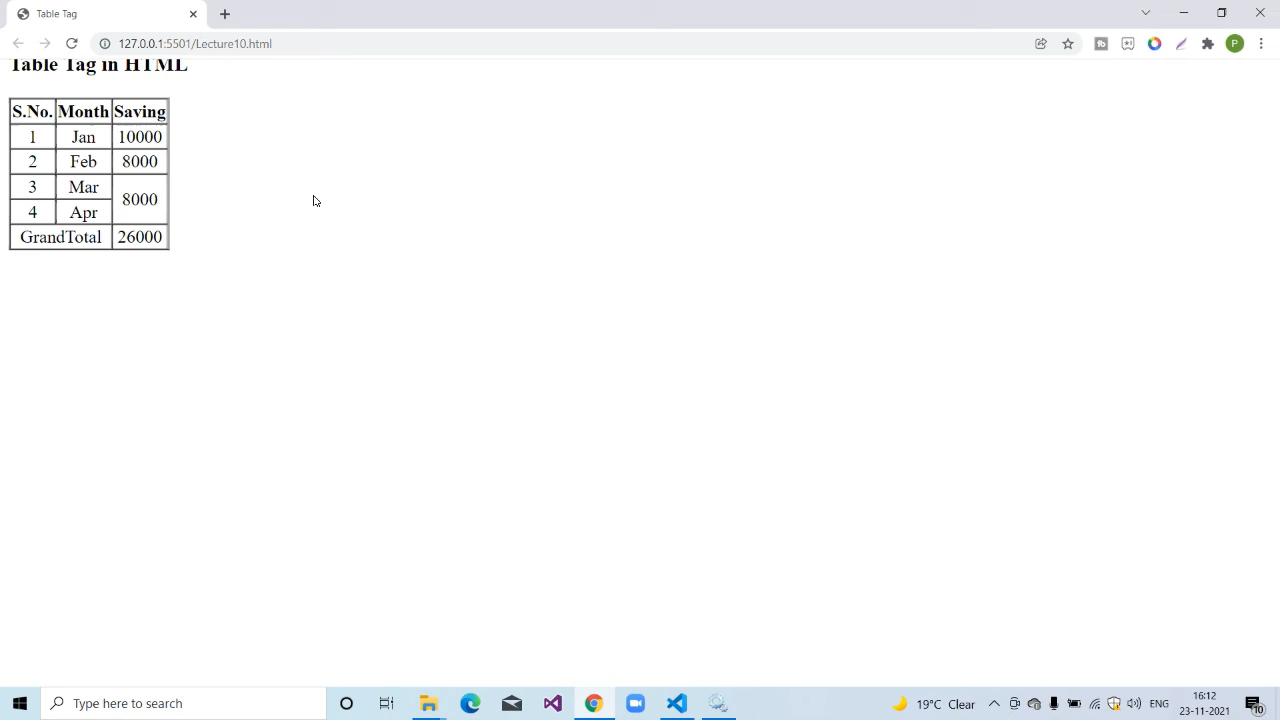 Table Tag
127.0.0.1:5501/Lecture10.html
P
Table Tag in HTML
S.No. Month Saving
1 Jan 10000
2 Feb 8000
3 Mar 8000
4 Apr
GrandTotal 26000
Type here to search
19°C Clear
ENG
16:12
23-11-2021
10